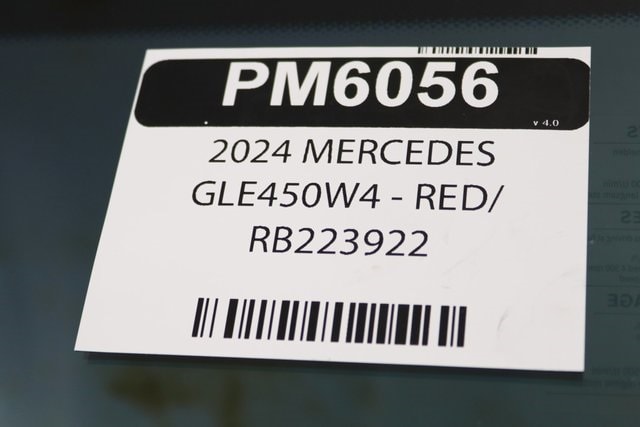 PM6056
v 4.0
2024 MERCEDES
GLE450W4 - RED/
RB223922